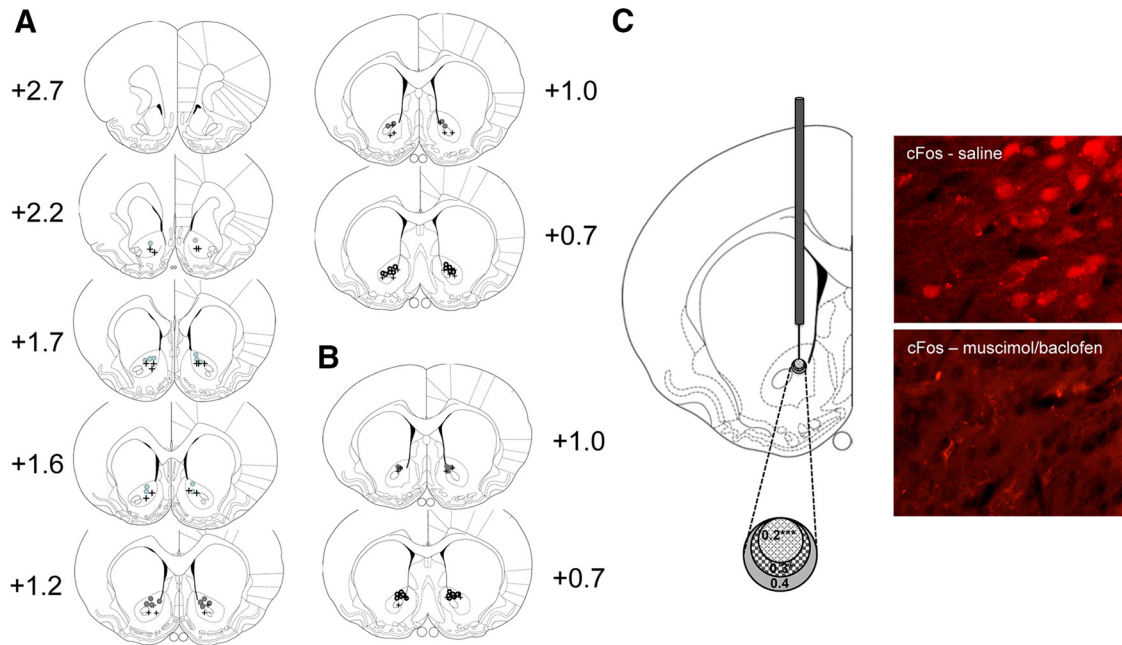 A
+2.7
+2.2
+1.7
+1.6
+1.2
+1.0
+0.7
B
+1.0
+0.7
C
0.2***
0.3
0.4
cFos - saline
cFos – muscimol/baclofen